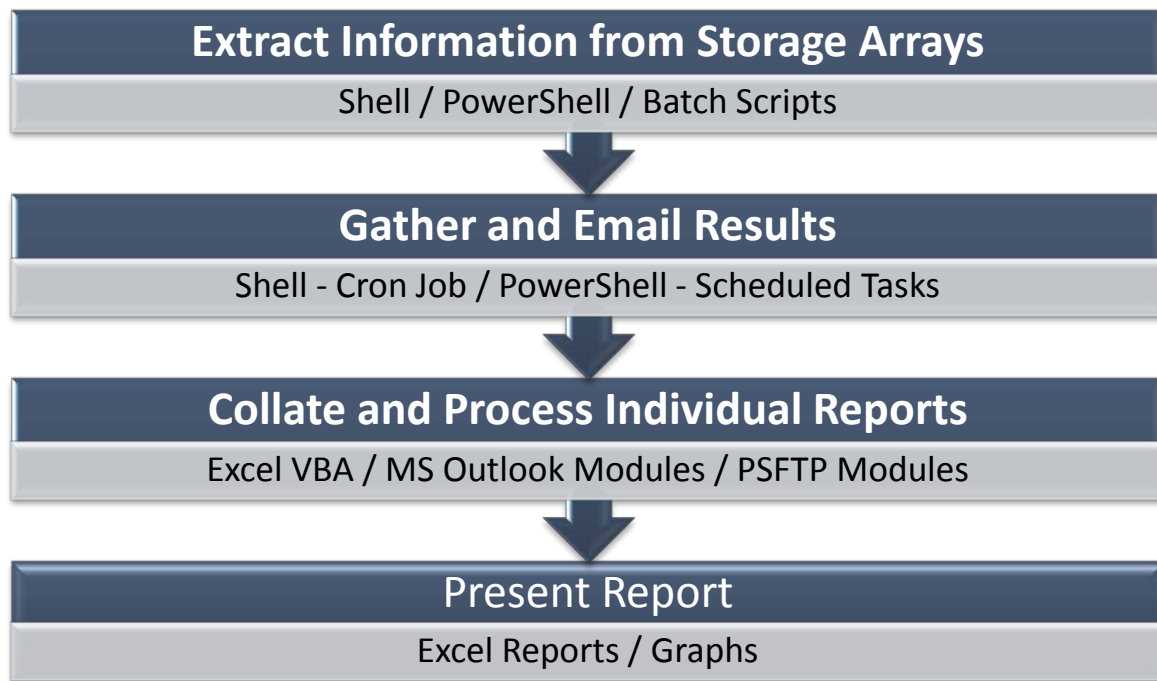 Extract Information from Storage Arrays
Shell / PowerShell / Batch Scripts
Gather and Email Results
Shell - Cron Job / PowerShell - Scheduled Tasks
Collate and Process Individual Reports
Excel VBA / MS Outlook Modules / PSFTP Modules
Present Report
Excel Reports / Graphs